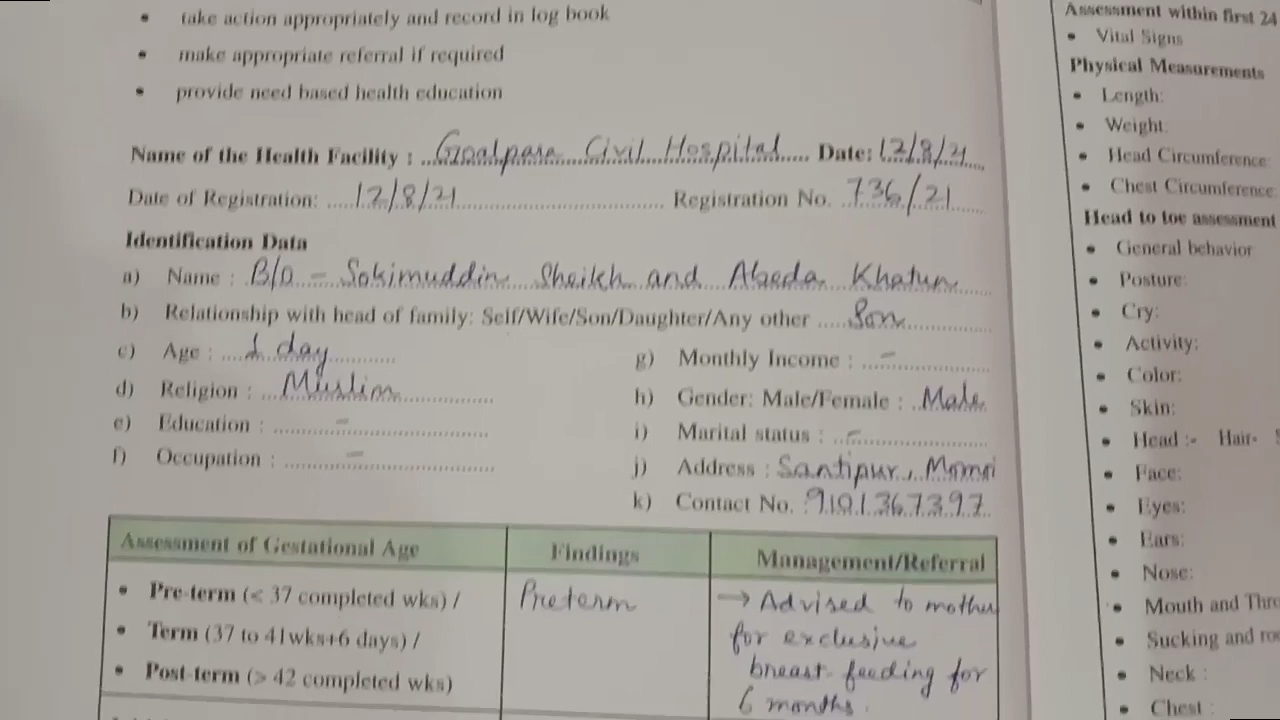 • take action appropriately and record in log book
• make appropriate referral if required
• provide need based health education
Name of the Health Facility : Goalpara Civil Hospital Date: 12/8/21
Date of Registration: 12/8/21 Registration No. 736/21
Identification Data
a) Name : B/O - Sokimuddin Sheikh and Abeda Khatun
b) Relationship with head of family: Self/Wife/Son/Daughter/Any other Son
c) Age : 1 day
d) Religion : Muslim
e) Education : -
f) Occupation : -
g) Monthly Income : -
h) Gender: Male/Female : Male
i) Marital status : -
j) Address : Santipur,
k) Contact No. 9101367397
Assessment of Gestational Age Findings Management/Referral
• Pre-term (< 37 completed wks) /
• Term (37 to 41wks+6 days) /
• Post-term (> 42 completed wks)
Preterm
→ Advised to mother
for exclusive
breast feeding for
6 months.
Assessment within first 24
• Vital Signs
Physical Measurements
• Length:
• Weight:
• Head Circumference:
• Chest Circumference:
Head to toe assessment
• General behavior
• Posture:
• Cry:
• Activity:
• Color:
• Skin:
• Head :- Hair-
• Face:
• Eyes:
• Ears:
• Nose:
• Mouth and Thro
• Sucking and roo
• Neck :
• Chest :